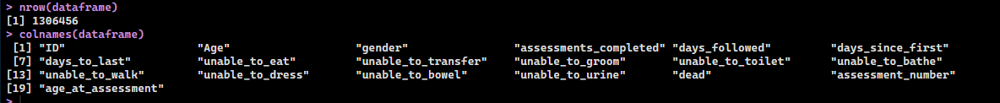 > nrow(dataframe)
[1] 1306456
> colnames(dataframe)
[1] "ID" "Age" "gender" "assessments_completed" "days_followed" "days_since_first"
[7] "days_to_last" "unable_to_eat" "unable_to_transfer" "unable_to_groom" "unable_to_toilet" "unable_to_bathe"
[13] "unable_to_walk" "unable_to_dress" "unable_to_bowel" "unable_to_urine" "dead" "assessment_number"
[19] "age_at_assessment"
>